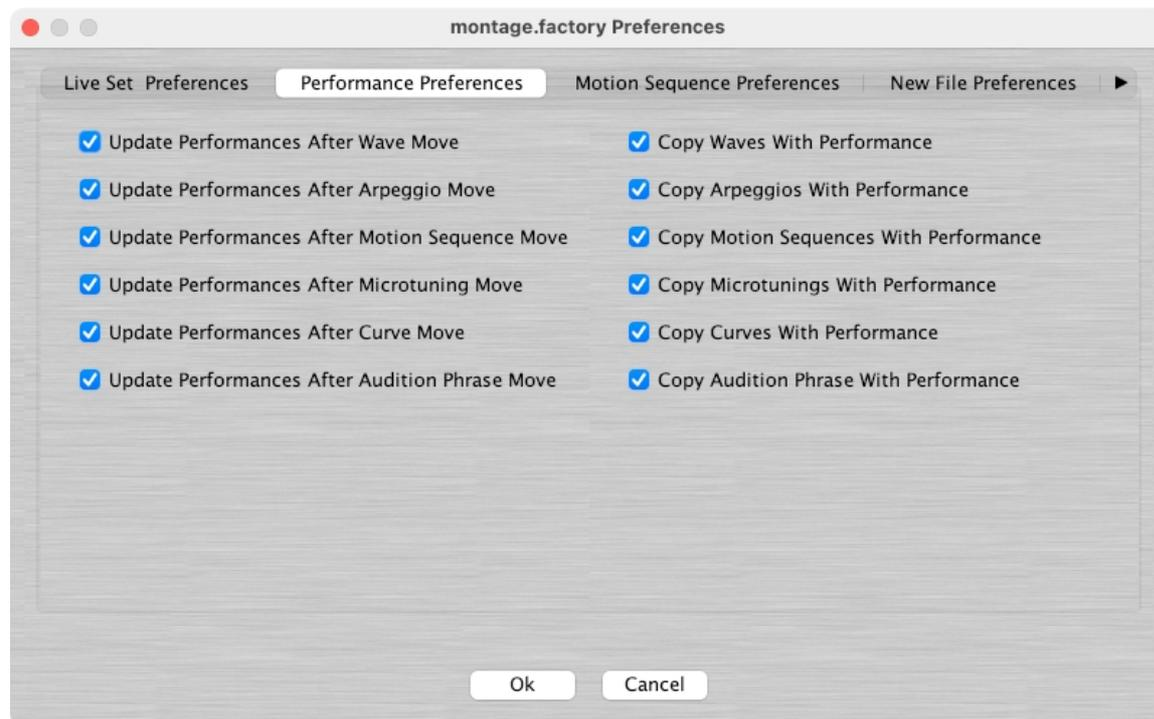 montage.factory Preferences
Live Set  Preferences
Performance Preferences
Motion Sequence Preferences
New File Preferences
Update Performances After Wave Move
Copy Waves With Performance
Update Performances After Arpeggio Move
Copy Arpeggios With Performance
Update Performances After Motion Sequence Move
Copy Motion Sequences With Performance
Update Performances After Microtuning Move
Copy Microtunings With Performance
Update Performances After Curve Move
Copy Curves With Performance
Update Performances After Audition Phrase Move
Copy Audition Phrase With Performance
Ok
Cancel